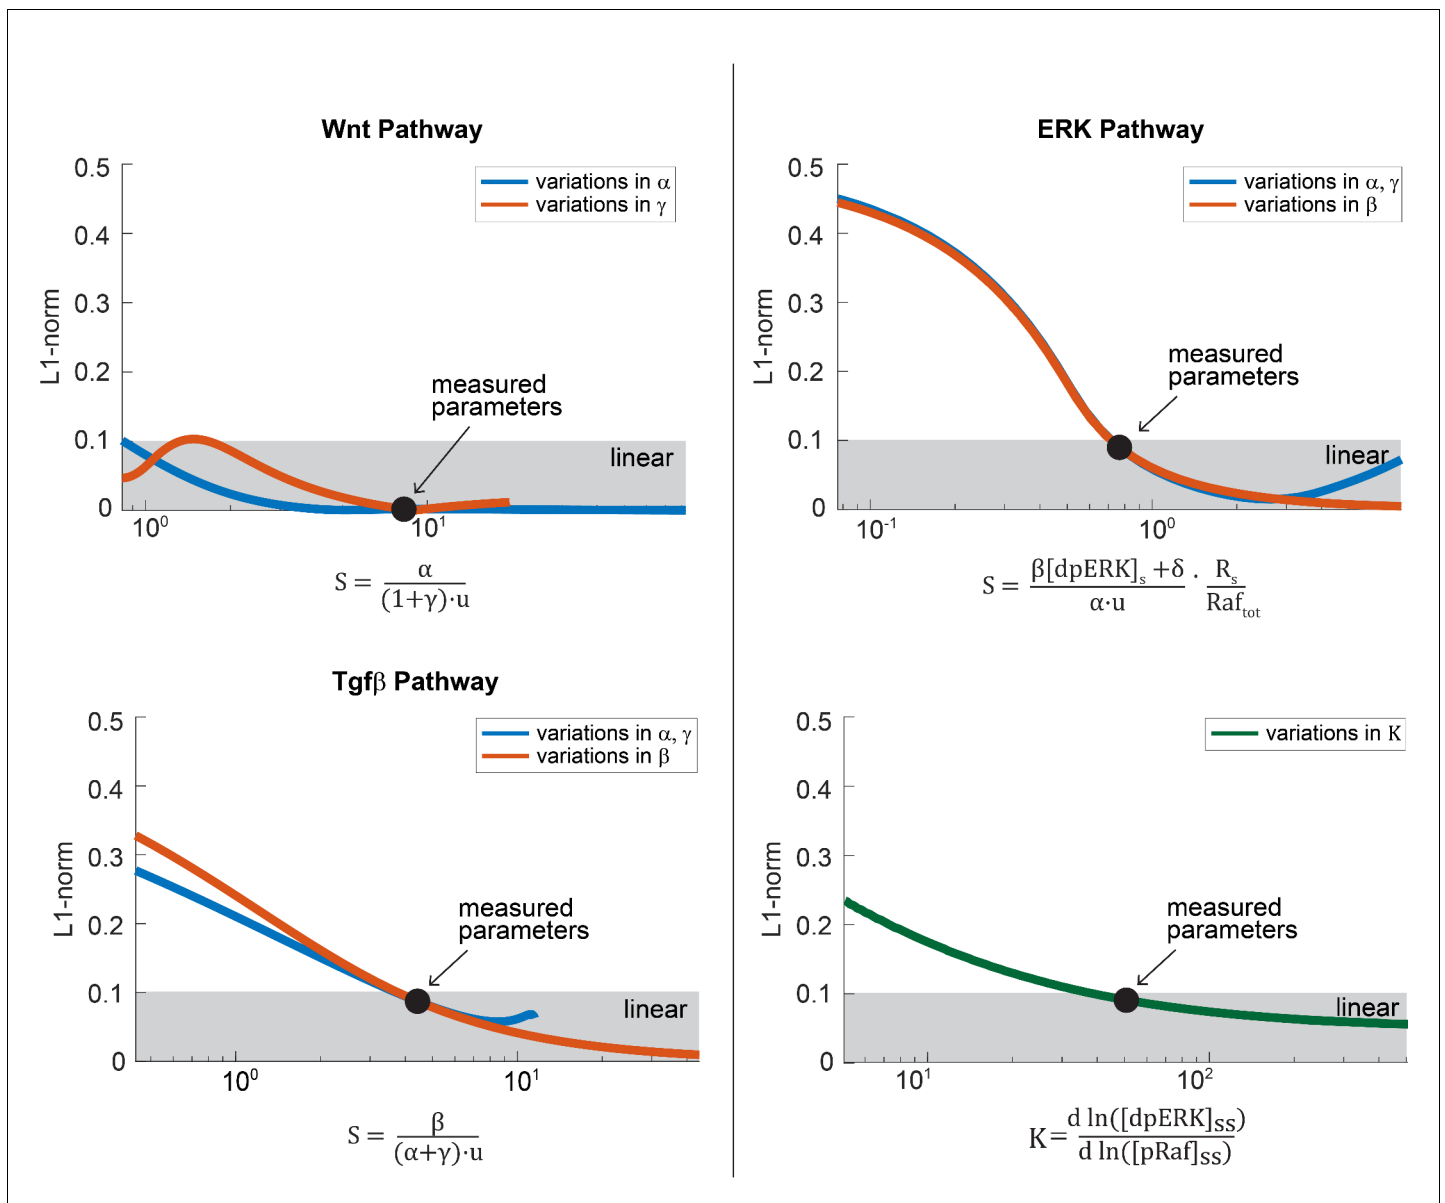 Wnt Pathway
0.5
0.4
0.3
0.2
0.1
0
L1-norm
variations in α
variations in γ
measured
parameters
linear
10⁰
10¹
S = α / (1+γ)·u
ERK Pathway
0.5
0.4
0.3
0.2
0.1
0
L1-norm
variations in α, γ
variations in β
measured
parameters
linear
10⁻¹
10⁰
S = β[dpERK]ₛ +δ / α·u · Rₛ / Raf_tot
Tgfβ Pathway
0.5
0.4
0.3
0.2
0.1
0
L1-norm
variations in α, γ
variations in β
measured
parameters
linear
10⁰
10¹
S = β / (α+γ)·u
0.5
0.4
0.3
0.2
0.1
0
L1-norm
variations in K
measured
parameters
linear
10¹
10²
K= d ln([dpERK]ss) / d ln([pRaf]ss)